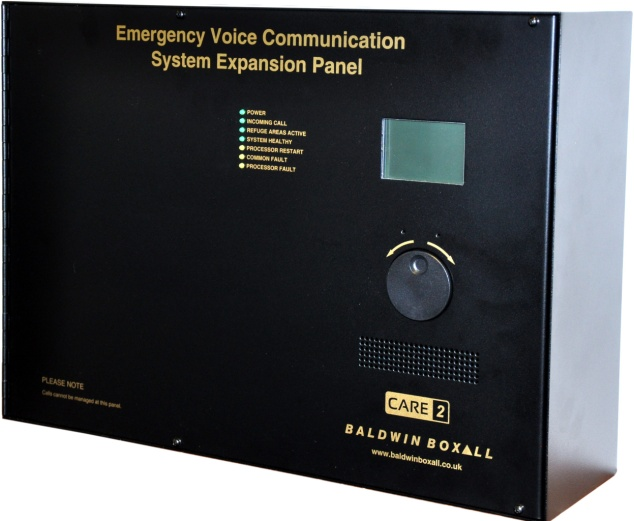 Emergency Voice Communication
System Expansion Panel
POWER
INCOMING CALL
REFUGE AREAS ACTIVE
SYSTEM HEALTHY
PROCESSOR RESTART
COMMON FAULT
PROCESSOR FAULT
PLEASE NOTE
Calls cannot be managed at this panel.
CARE 2
BALDWIN BOXALL
www.baldwinboxall.co.uk